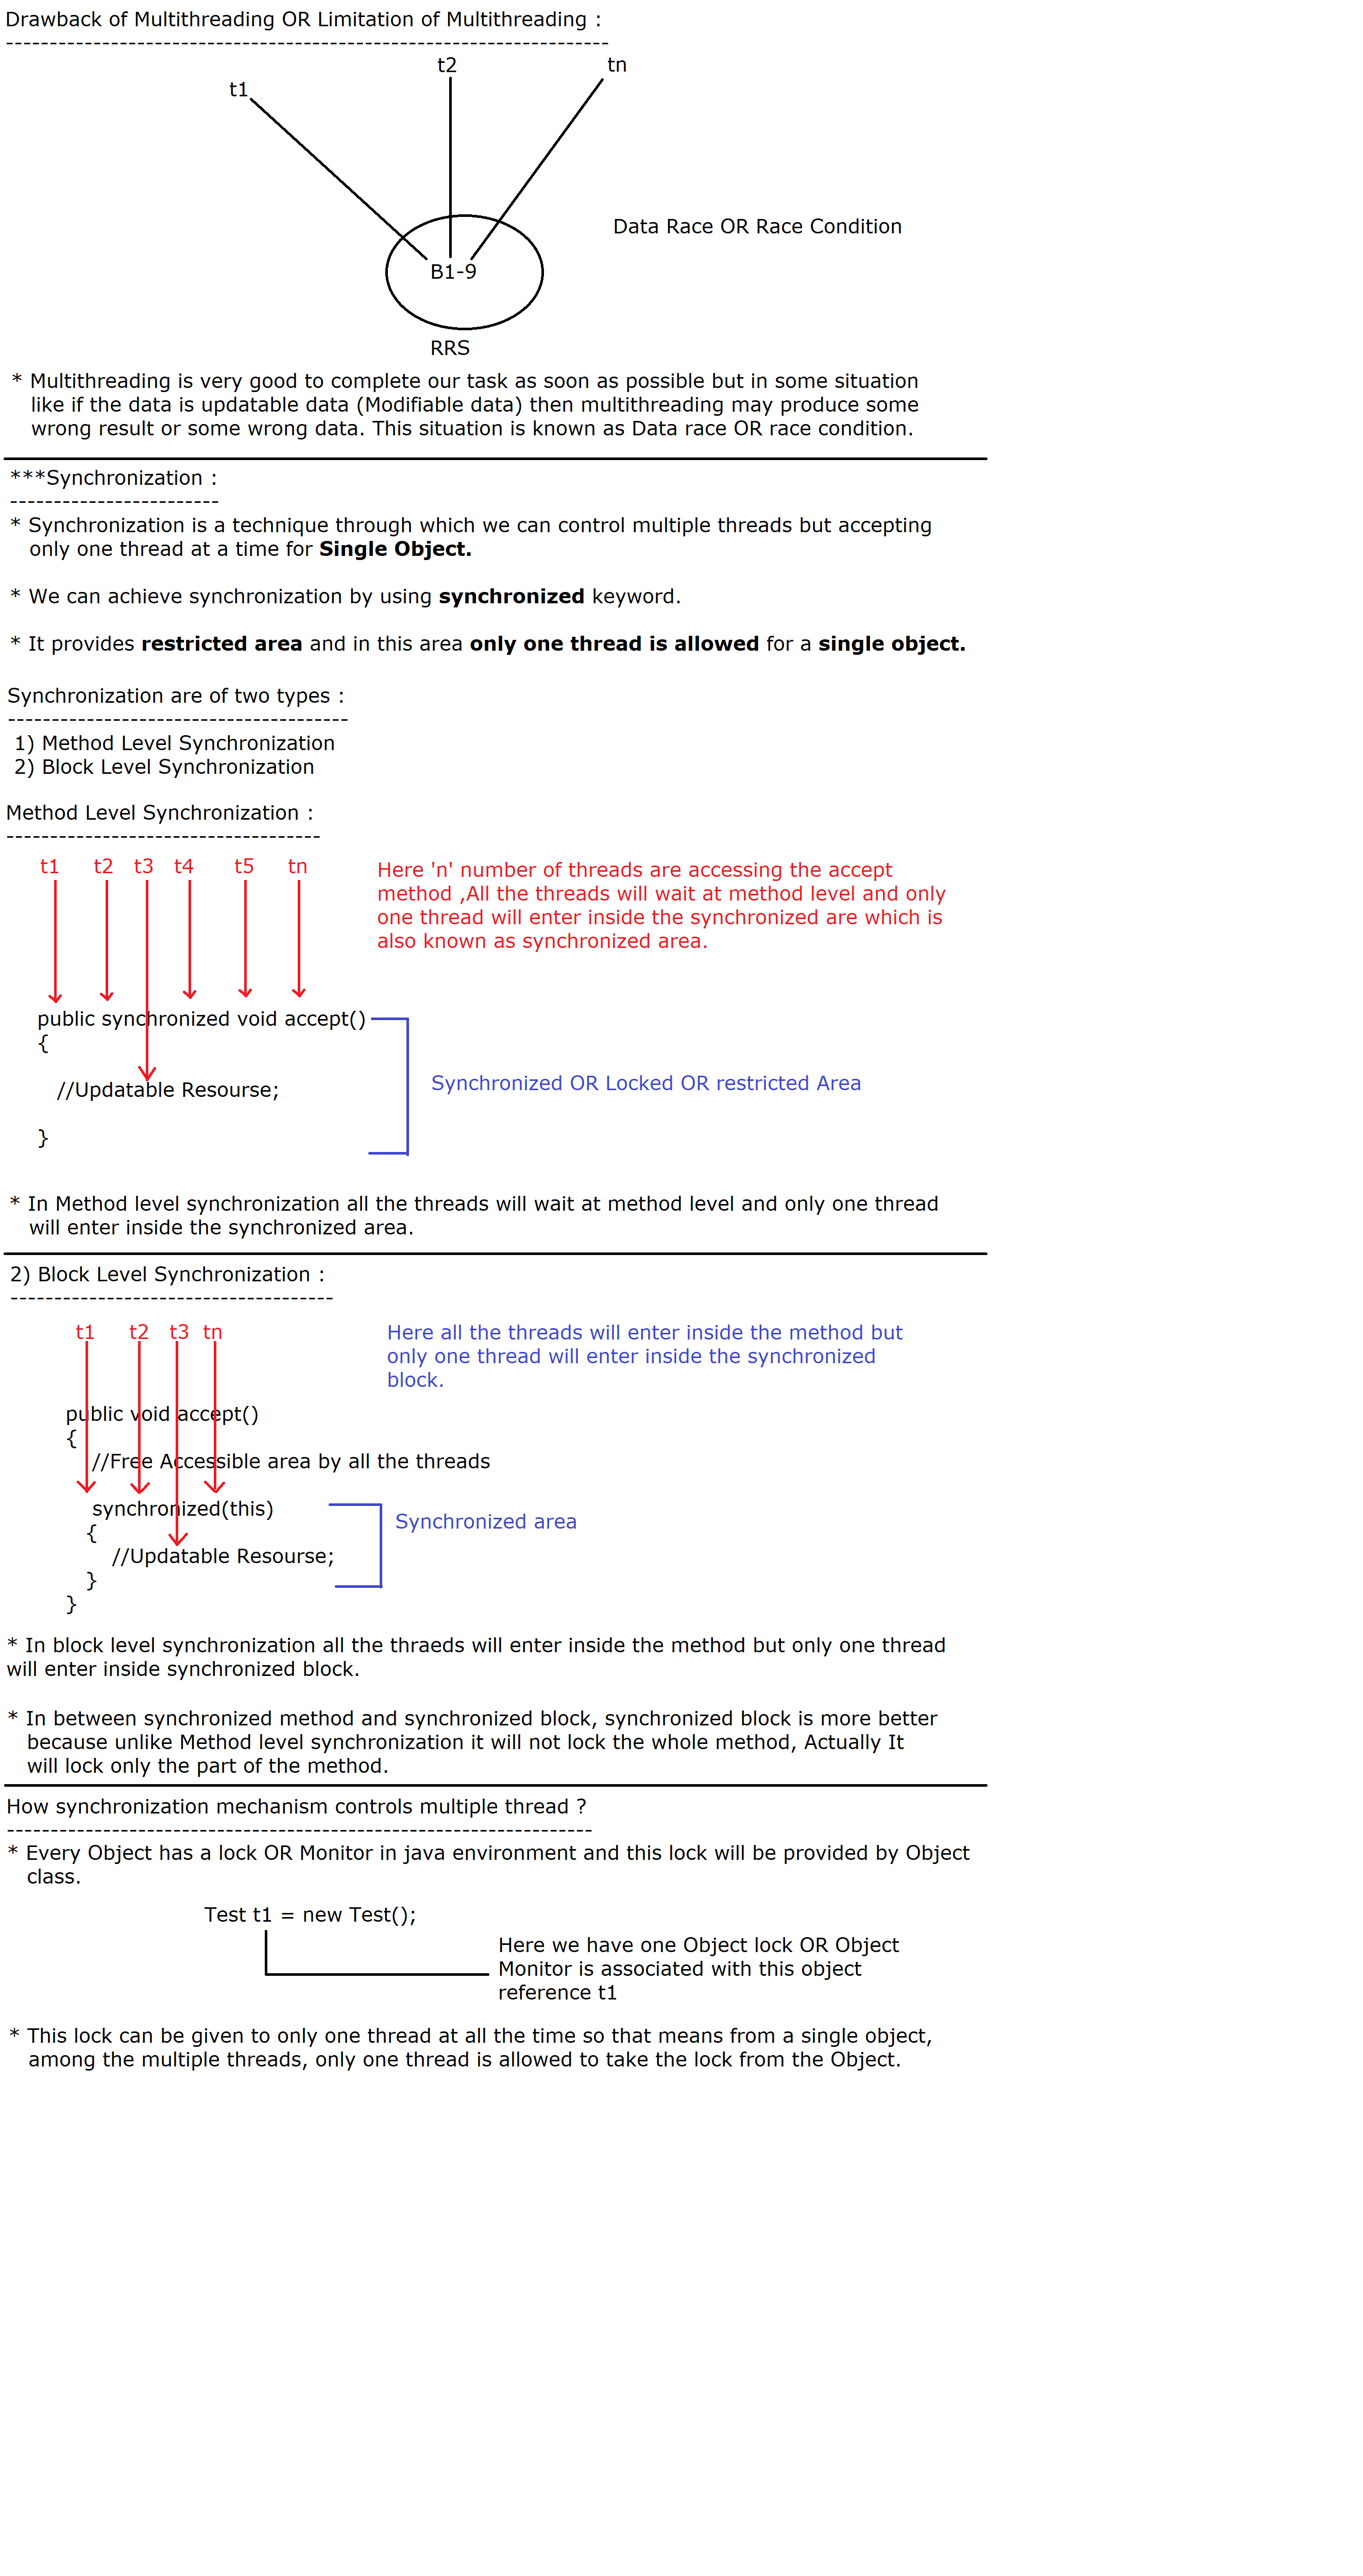 Drawback of Multithreading OR Limitation of Multithreading :
---------------------------------------------------------------------
t1
t2
tn
Data Race OR Race Condition
B1-9
RRS
* Multithreading is very good to complete our task as soon as possible but in some situation
like if the data is updatable data (Modifiable data) then multithreading may produce some
wrong result or some wrong data. This situation is known as Data race OR race condition.
***Synchronization :
------------------------
* Synchronization is a technique through which we can control multiple threads but accepting
only one thread at a time for Single Object.
* We can achieve synchronization by using synchronized keyword.
* It provides restricted area and in this area only one thread is allowed for a single object.
Synchronization are of two types :
---------------------------------------
1) Method Level Synchronization
2) Block Level Synchronization
Method Level Synchronization :
------------------------------------
t1 t2 t3 t4 t5 tn
Here 'n' number of threads are accessing the accept
method ,All the threads will wait at method level and only
one thread will enter inside the synchronized are which is
also known as synchronized area.
public synchronized void accept()
{
//Updatable Resourse;
}
Synchronized OR Locked OR restricted Area
* In Method level synchronization all the threads will wait at method level and only one thread
will enter inside the synchronized area.
2) Block Level Synchronization :
-------------------------------------
t1 t2 t3 tn
Here all the threads will enter inside the method but
only one thread will enter inside the synchronized
block.
public void accept()
{
//Free Accessible area by all the threads
synchronized(this)
{
//Updatable Resourse;
}
}
Synchronized area
* In block level synchronization all the thraeds will enter inside the method but only one thread
will enter inside synchronized block.
* In between synchronized method and synchronized block, synchronized block is more better
because unlike Method level synchronization it will not lock the whole method, Actually It
will lock only the part of the method.
How synchronization mechanism controls multiple thread ?
-------------------------------------------------------------------
* Every Object has a lock OR Monitor in java environment and this lock will be provided by Object
class.
Test t1 = new Test();
Here we have one Object lock OR Object
Monitor is associated with this object
reference t1
* This lock can be given to only one thread at all the time so that means from a single object,
among the multiple threads, only one thread is allowed to take the lock from the Object.